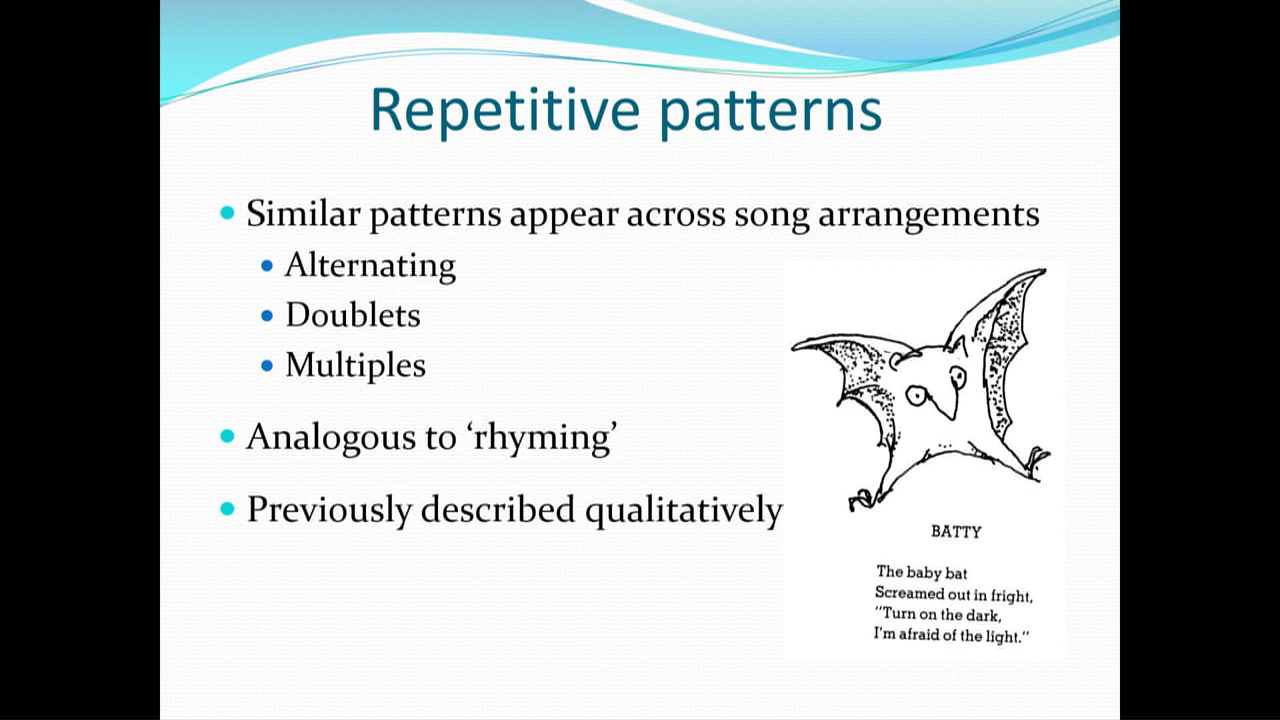 Repetitive patterns
Similar patterns appear across song arrangements
Alternating
Doublets
Multiples
Analogous to ‘rhyming’
Previously described qualitatively
BATTY
The baby bat
Screamed out in fright,
“Turn on the dark,
I’m afraid of the light.”